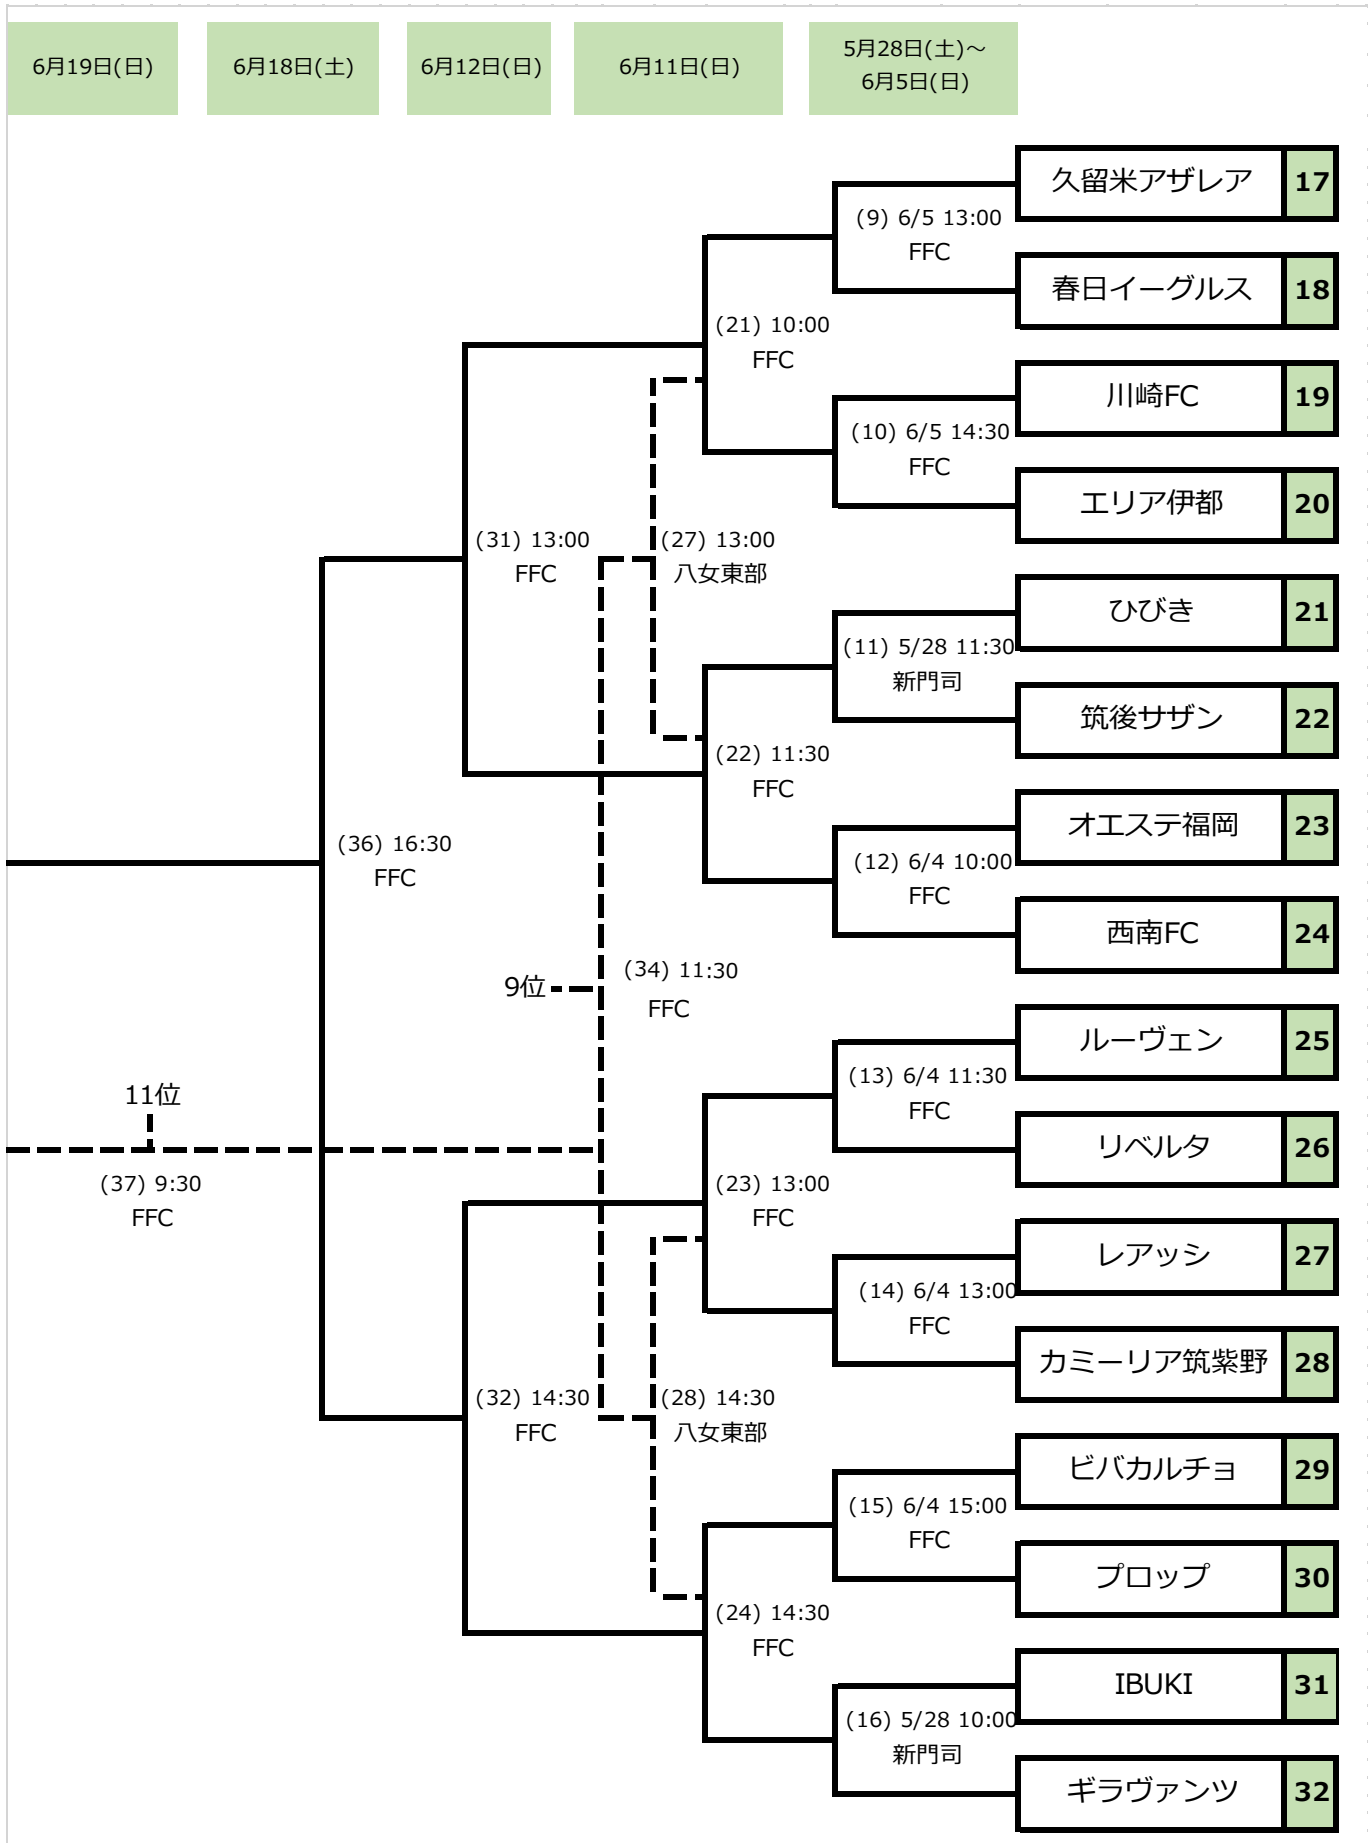 6月19日(日)
6月18日(土)
6月12日(日)
6月11日(日)
5月28日(土)～
6月5日(日)
久留米アザレア 17
(9) 6/5 13:00
FFC
春日イーグルス 18
(21) 10:00
FFC
川崎FC 19
(10) 6/5 14:30
FFC
エリア伊都 20
(31) 13:00
FFC
(27) 13:00
八女東部
ひびき 21
(11) 5/28 11:30
新門司
筑後サザン 22
(22) 11:30
FFC
オエステ福岡 23
(36) 16:30
FFC
(12) 6/4 10:00
FFC
西南FC 24
9位
(34) 11:30
FFC
ルーヴェン 25
(13) 6/4 11:30
FFC
11位
リベルタ 26
(37) 9:30
FFC
(23) 13:00
FFC
レアッシ 27
(14) 6/4 13:00
FFC
カミーリア筑紫野 28
(32) 14:30
FFC
(28) 14:30
八女東部
ビバカルチョ 29
(15) 6/4 15:00
FFC
プロップ 30
(24) 14:30
FFC
IBUKI 31
(16) 5/28 10:00
新門司
ギラヴァンツ 32